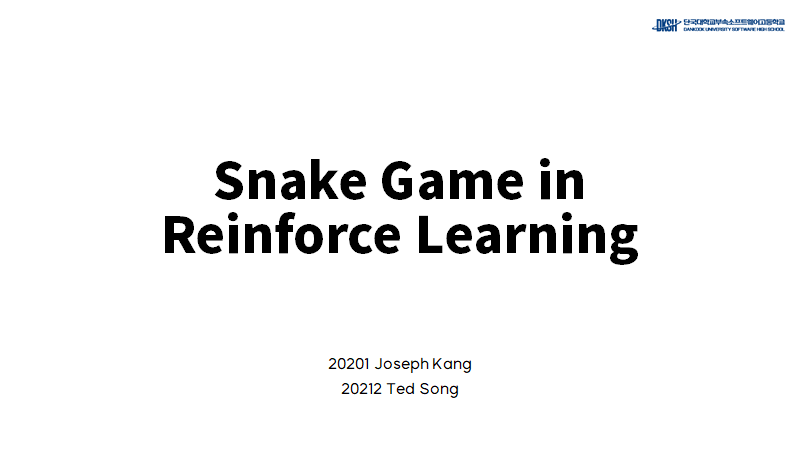 DKSH 단국대학교부속소프트웨어고등학교
DANKOOK UNIVERSITY SOFTWARE HIGH SCHOOL
Snake Game in
Reinforce Learning
20201 Joseph Kang
20212 Ted Song